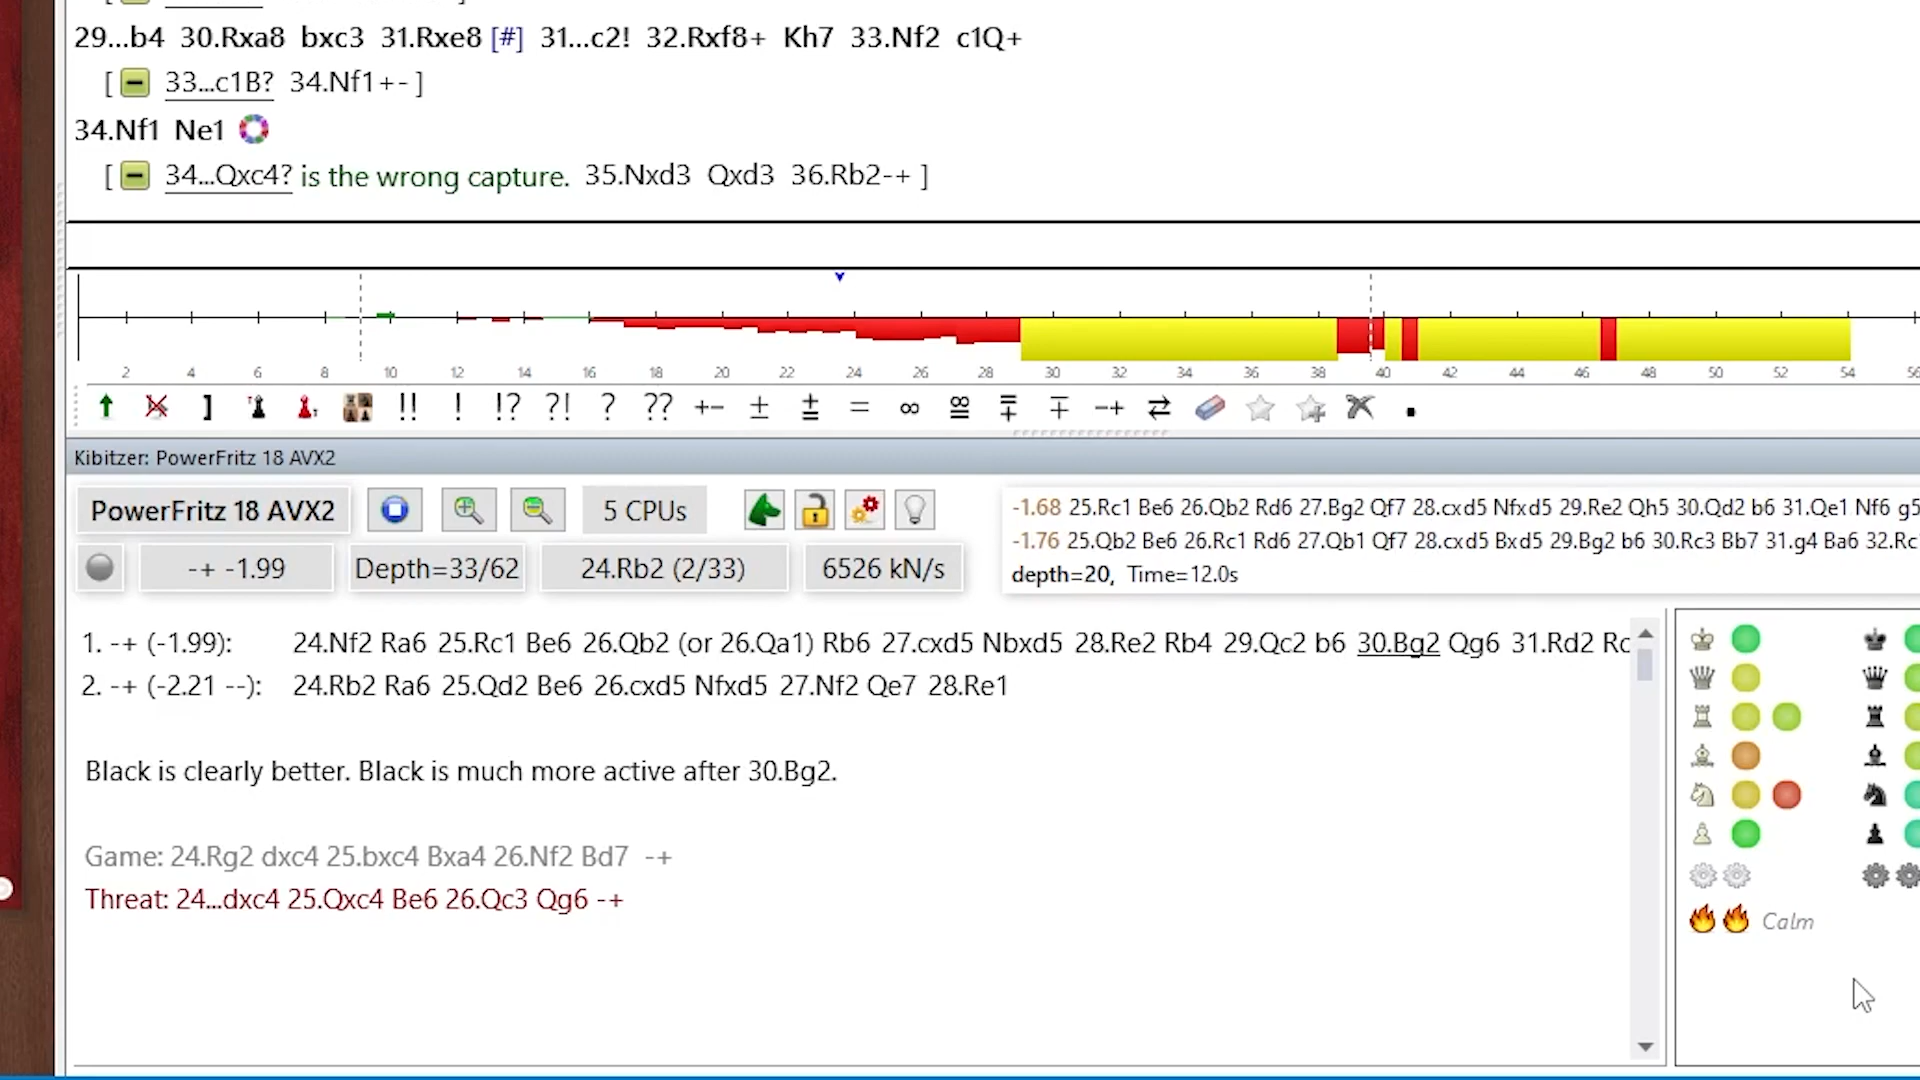 29...b4 30.Rxa8 bxc3 31.Rxe8 [#] 31...c2! 32.Rxf8+ Kh7 33.Nf2 c1Q+
[ 33...c1B? 34.Nf1+- ]
34.Nf1 Ne1
[ 34...Qxc4? is the wrong capture. 35.Nxd3 Qxd3 36.Rb2-+ ]
2 4 6 8 10 12 14 16 18 20 22 24 26 28 30 32 34 36 38 40 42 44 46 48 50 52 54 56
] !! ! !? ?! ? ?? +- ± ⩲ = ∞ ⩱ ∓ -+ ⇄
Kibitzer: PowerFritz 18 AVX2
PowerFritz 18 AVX2 5 CPUs
-+ -1.99 Depth=33/62 24.Rb2 (2/33) 6526 kN/s
-1.68 25.Rc1 Be6 26.Qb2 Rd6 27.Bg2 Qf7 28.cxd5 Nfxd5 29.Re2 Qh5 30.Qd2 b6 31.Qe1 Nf6 g5
-1.76 25.Qb2 Be6 26.Rc1 Rd6 27.Qb1 Qf7 28.cxd5 Bxd5 29.Bg2 b6 30.Rc3 Bb7 31.g4 Ba6 32.Rc
depth=20, Time=12.0s
1. -+ (-1.99): 24.Nf2 Ra6 25.Rc1 Be6 26.Qb2 (or 26.Qa1) Rb6 27.cxd5 Nbxd5 28.Re2 Rb4 29.Qc2 b6 30.Bg2 Qg6 31.Rd2 Rc
2. -+ (-2.21 --): 24.Rb2 Ra6 25.Qd2 Be6 26.cxd5 Nfxd5 27.Nf2 Qe7 28.Re1
Black is clearly better. Black is much more active after 30.Bg2.
Game: 24.Rg2 dxc4 25.bxc4 Bxa4 26.Nf2 Bd7 -+
Threat: 24...dxc4 25.Qxc4 Be6 26.Qc3 Qg6 -+
Calm